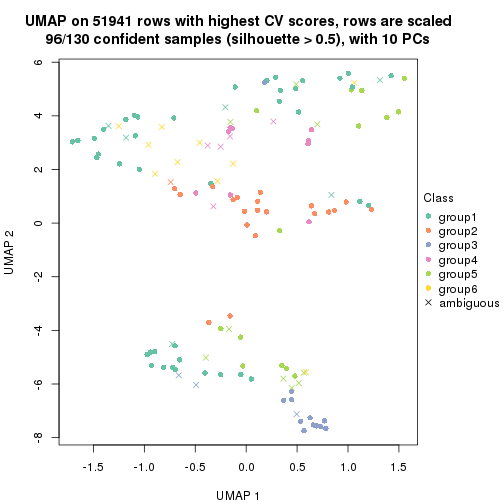 UMAP on 51941 rows with highest CV scores, rows are scaled
96/130 confident samples (silhouette > 0.5), with 10 PCs
6
4
2
0
-2
-4
-6
-8
UMAP 2
-1.5
-1.0
-0.5
0.0
0.5
1.0
1.5
UMAP 1
Class
group1
group2
group3
group4
group5
group6
ambiguous